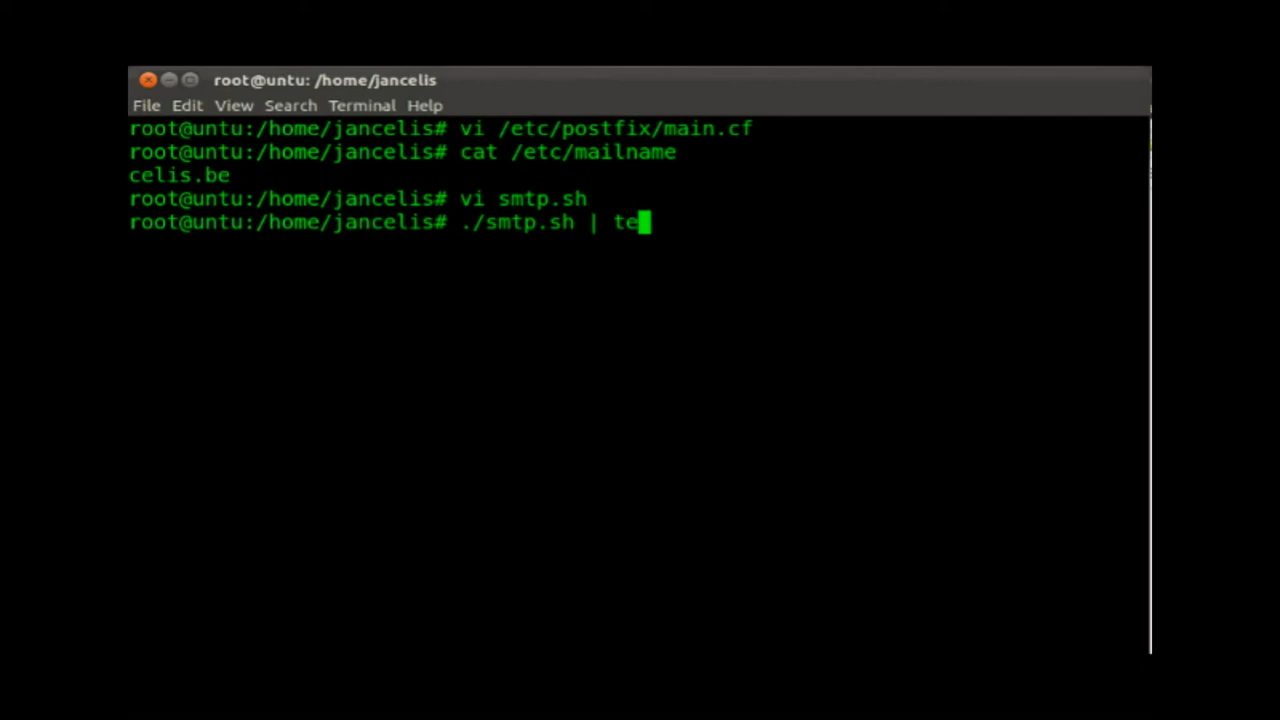 root@untu: /home/jancelis
File Edit View Search Terminal Help
root@untu:/home/jancelis# vi /etc/postfix/main.cf
root@untu:/home/jancelis# cat /etc/mailname
celis.be
root@untu:/home/jancelis# vi smtp.sh
root@untu:/home/jancelis# ./smtp.sh | te